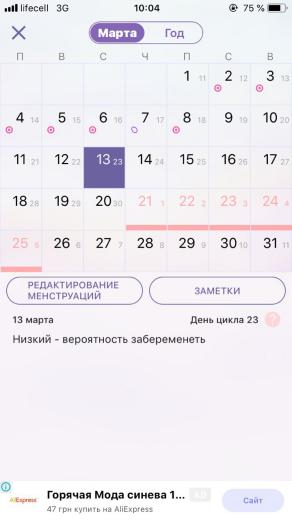 lifecell 3G 10:04 75 %
Марта Год
П В С Ч П С В
1 11 2 12 3 13
4 14 5 15 6 16 7 17 8 18 9 19 10 20
11 21 12 22 13 23 14 24 15 25 16 26 17 27
18 28 19 29 20 30 21 1 22 2 23 3 24 4
25 5 26 6 27 7 28 8 29 9 30 10 31 11
РЕДАКТИРОВАНИЕ
МЕНСТРУАЦИЙ
ЗАМЕТКИ
13 марта День цикла 23 ?
Низкий - вероятность забеременеть
AliExpress
Горячая Мода синева 1... AD
47 грн купить на AliExpress
Сайт